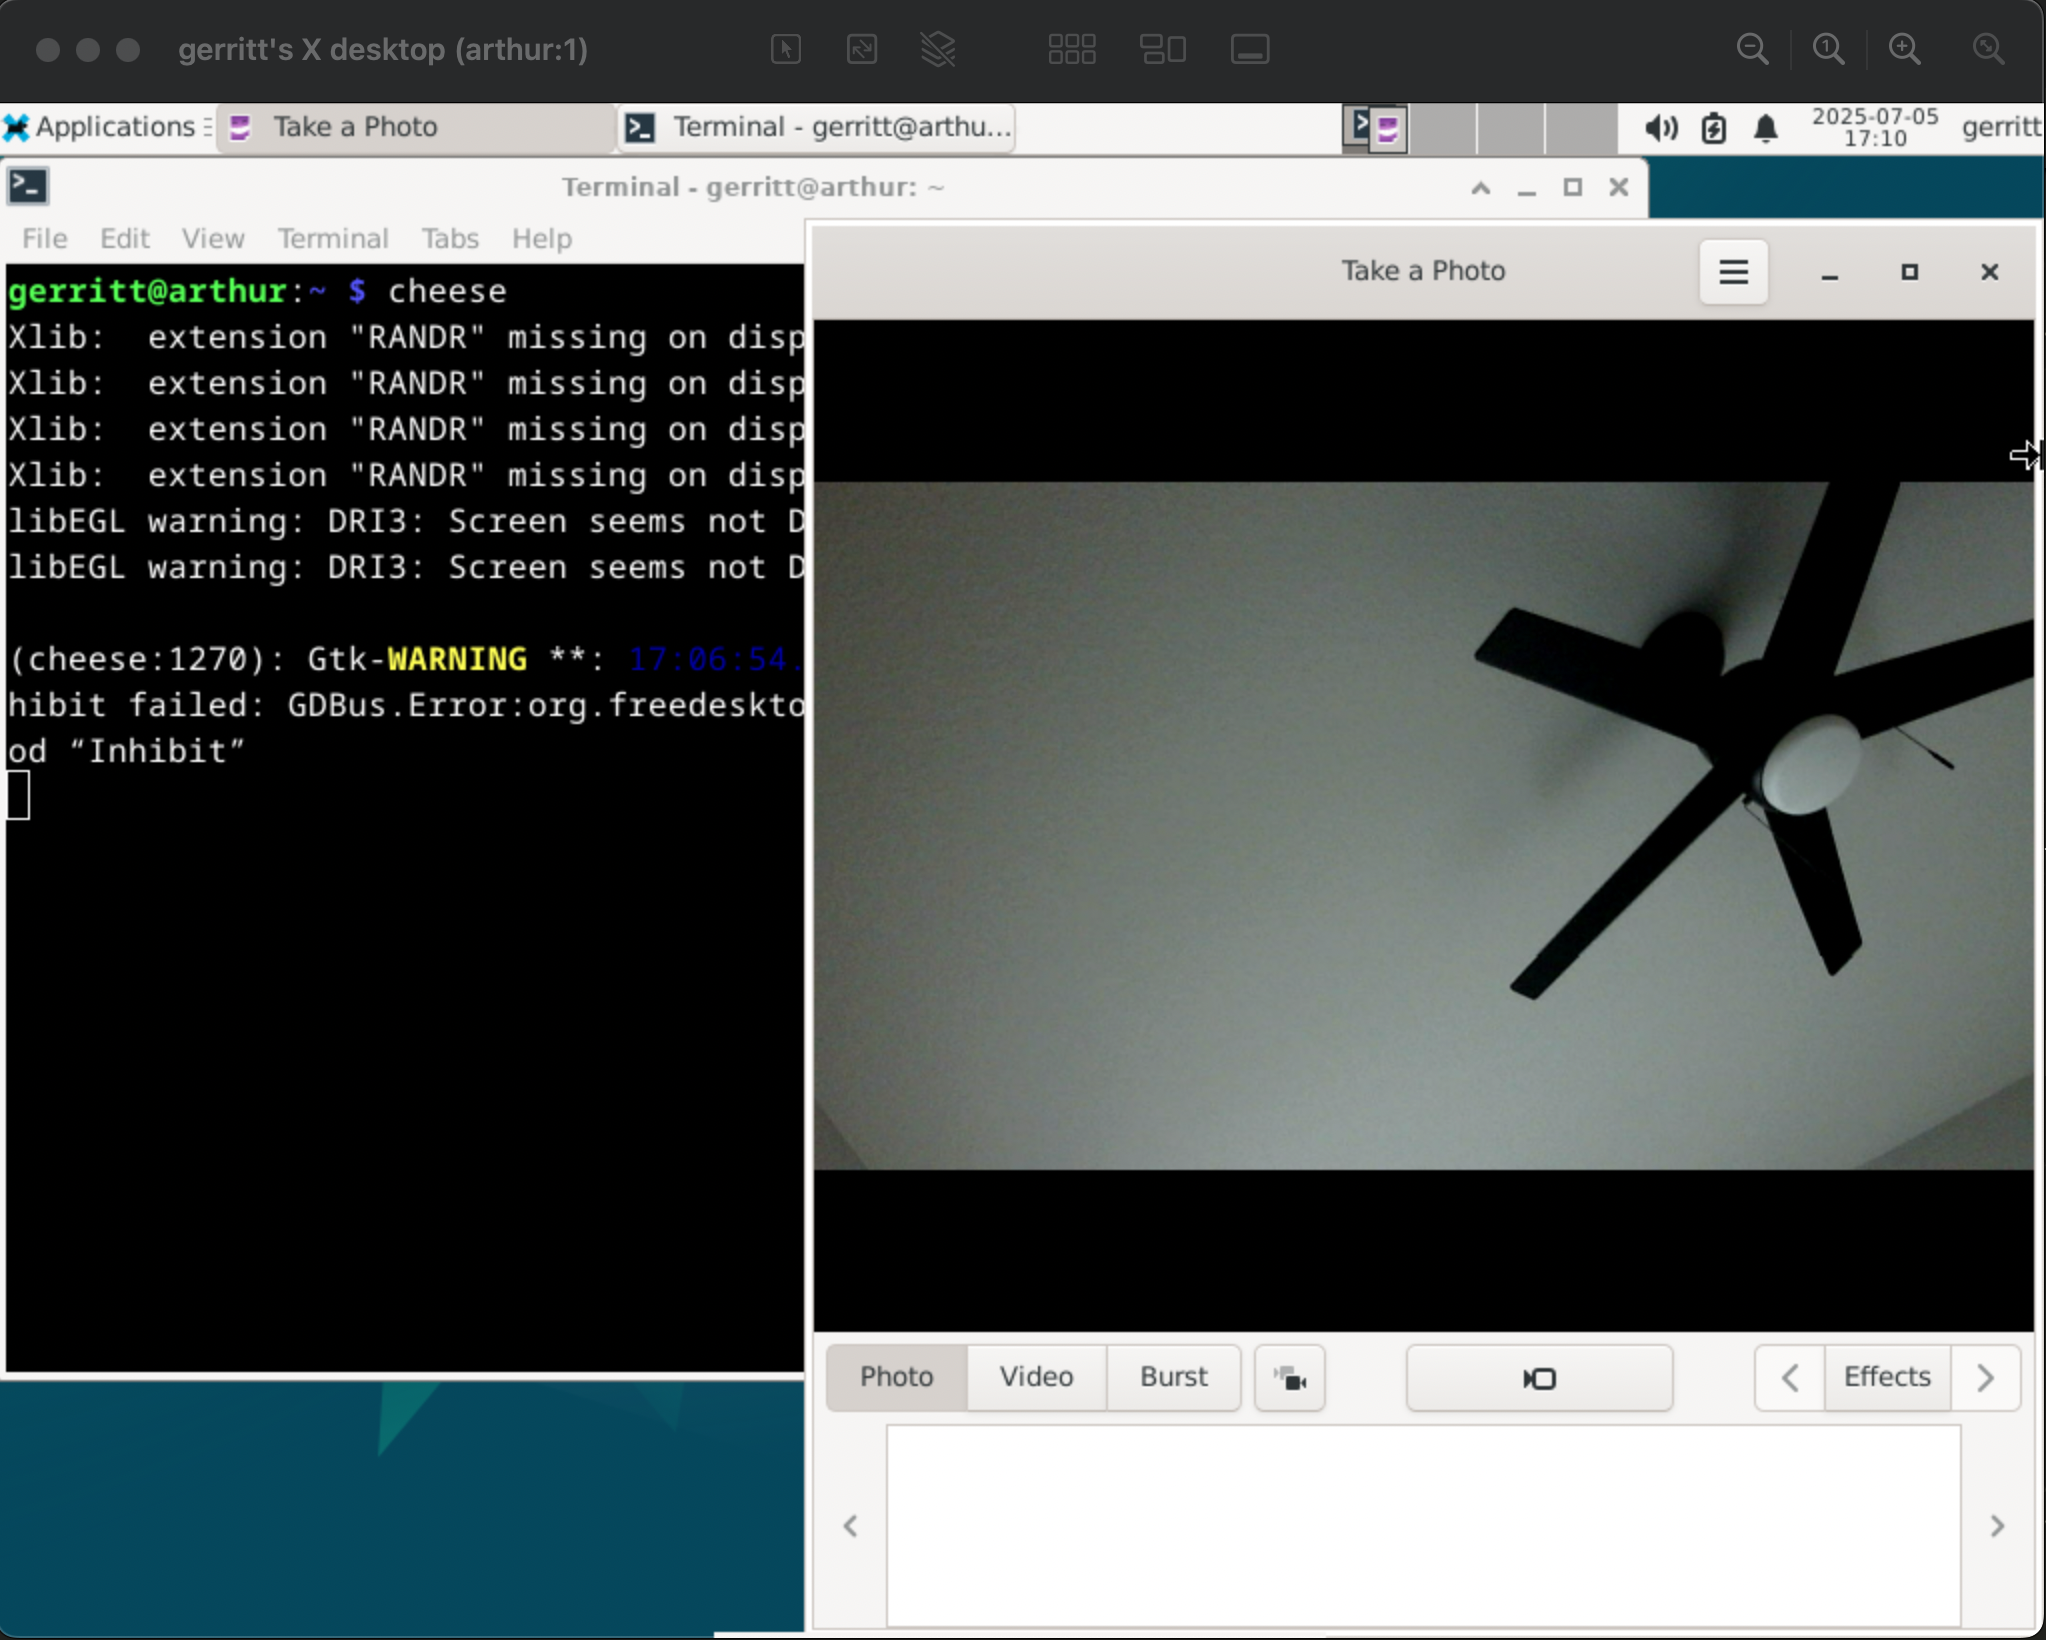 gerritt's X desktop (arthur:1)
Applications
Take a Photo
Terminal - gerritt@arthu...
2025-07-05
17:10
gerritt
Terminal - gerritt@arthur: ~
File Edit View Terminal Tabs Help
gerritt@arthur:~ $ cheese
Xlib:  extension "RANDR" missing on disp
Xlib:  extension "RANDR" missing on disp
Xlib:  extension "RANDR" missing on disp
Xlib:  extension "RANDR" missing on disp
libEGL warning: DRI3: Screen seems not D
libEGL warning: DRI3: Screen seems not D
(cheese:1270): Gtk-WARNING **: 17:06:54.
hibit failed: GDBus.Error:org.freedeskto
od “Inhibit”
Take a Photo
Photo Video Burst Effects